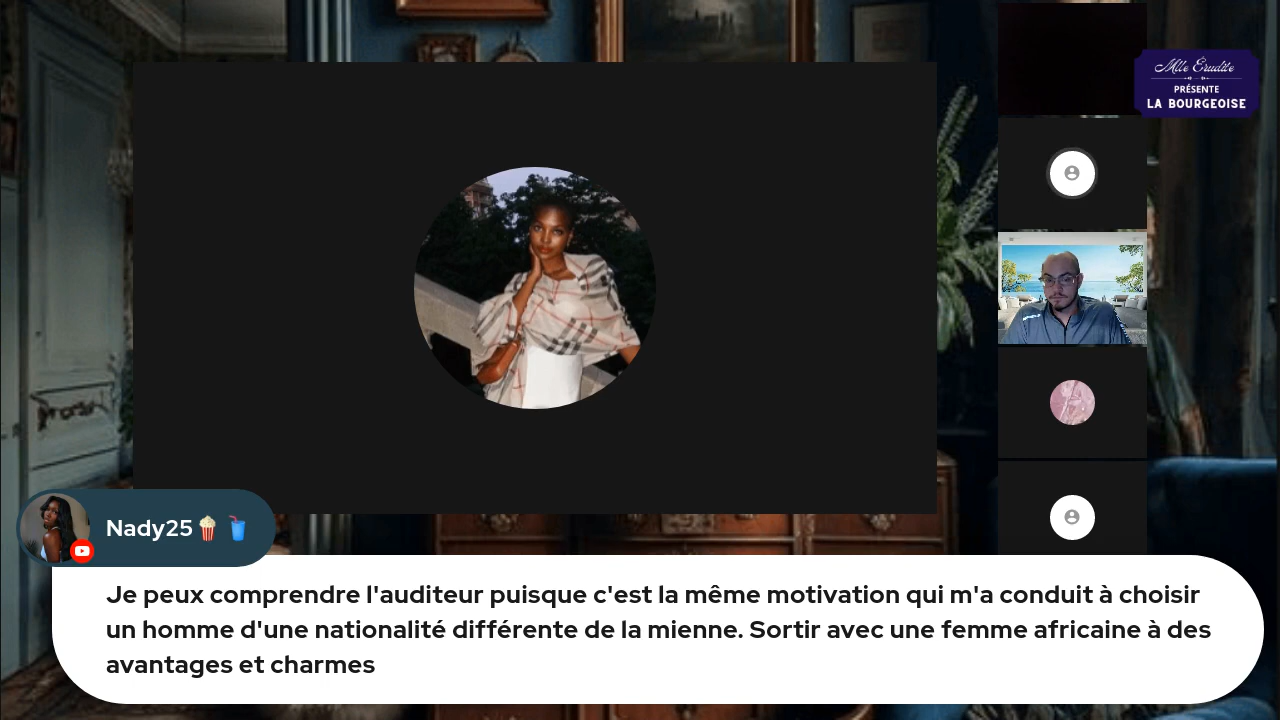 Mlle Érudite
PRÉSENTE
LA BOURGEOISE
Nady25🍿🥤
Je peux comprendre l'auditeur puisque c'est la même motivation qui m'a conduit à choisir
un homme d'une nationalité différente de la mienne. Sortir avec une femme africaine à des
avantages et charmes